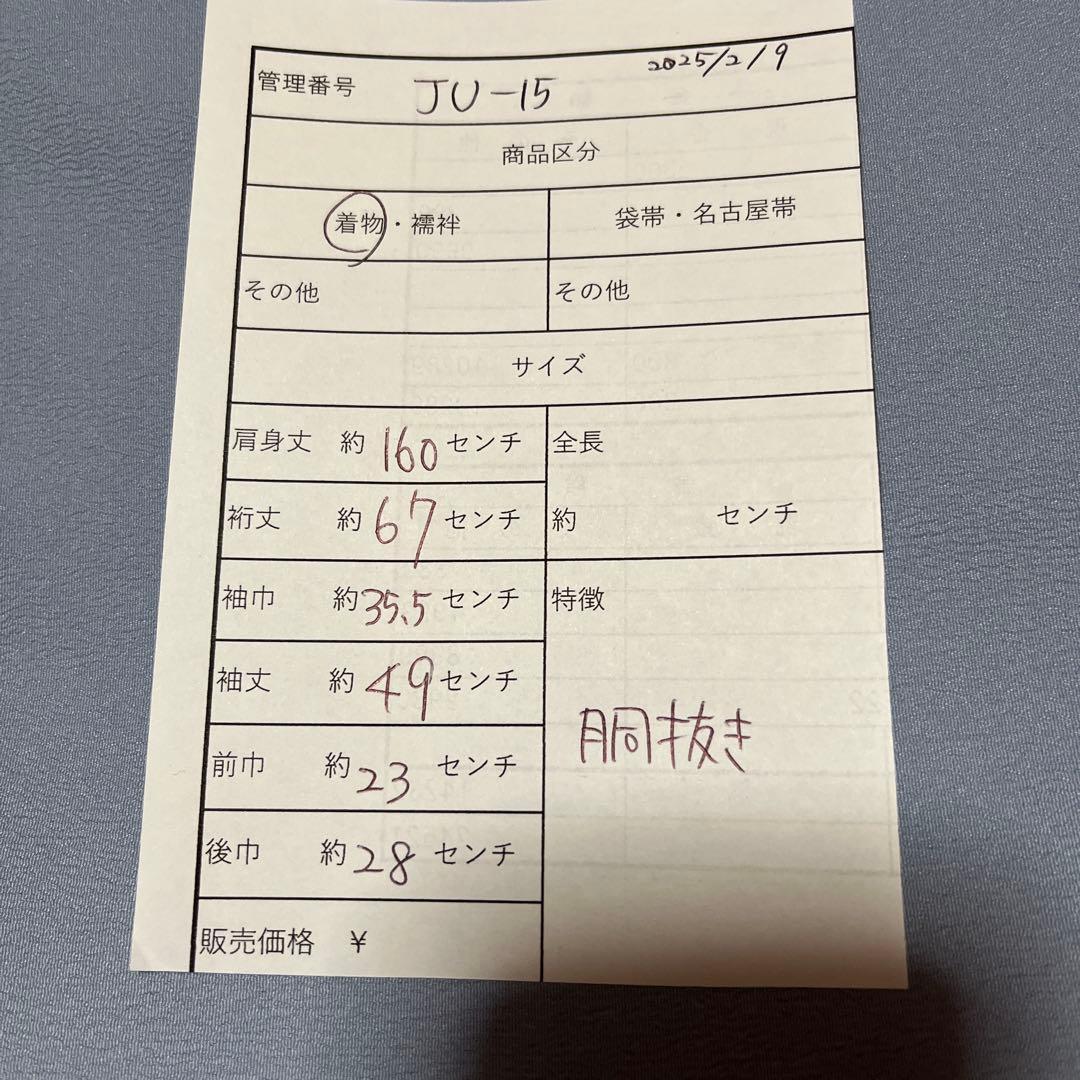 管理番号 JU-15 2025/2/9
商品区分
着物・襦袢 袋帯・名古屋帯
その他 その他
サイズ
肩身丈 約 160 センチ 全長
裄丈 約 67 センチ 約 センチ
袖巾 約 35.5 センチ 特徴
袖丈 約 49 センチ
胴抜き
前巾 約 23 センチ
後巾 約 28 センチ
販売価格 ¥